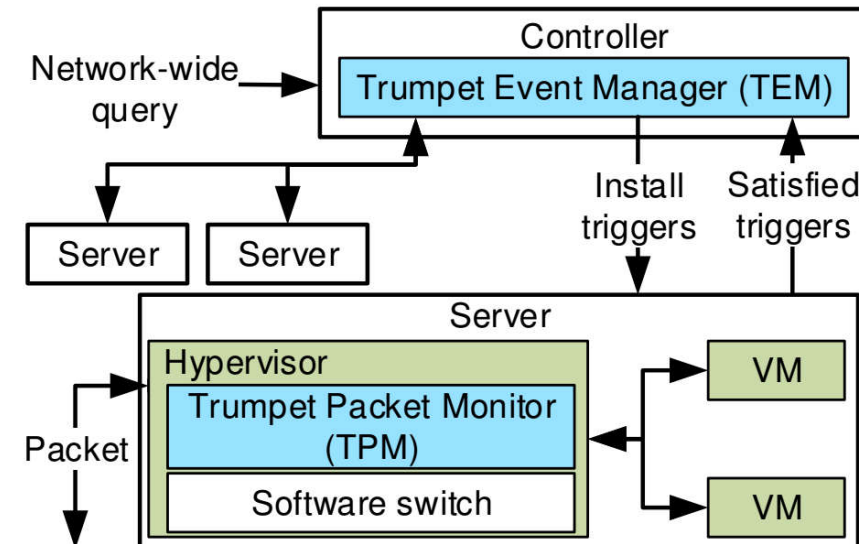 Controller
Network-wide
query
Trumpet Event Manager (TEM)
Install
triggers
Satisfied
triggers
Server
Server
Server
Hypervisor
Trumpet Packet Monitor
(TPM)
Software switch
Packet
VM
VM